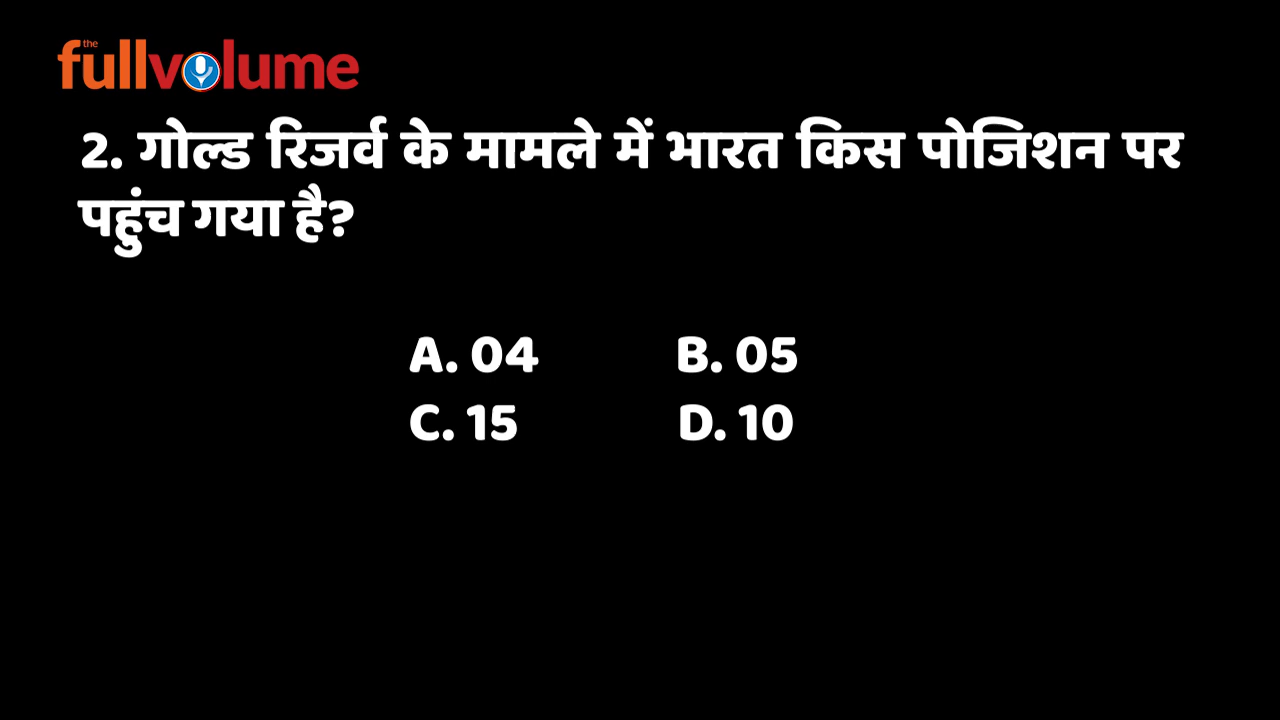 the
fullvolume
2. गोल्ड रिजर्व के मामले में भारत किस पोजिशन पर
पहुंच गया है?
A. 04 B. 05
C. 15 D. 10